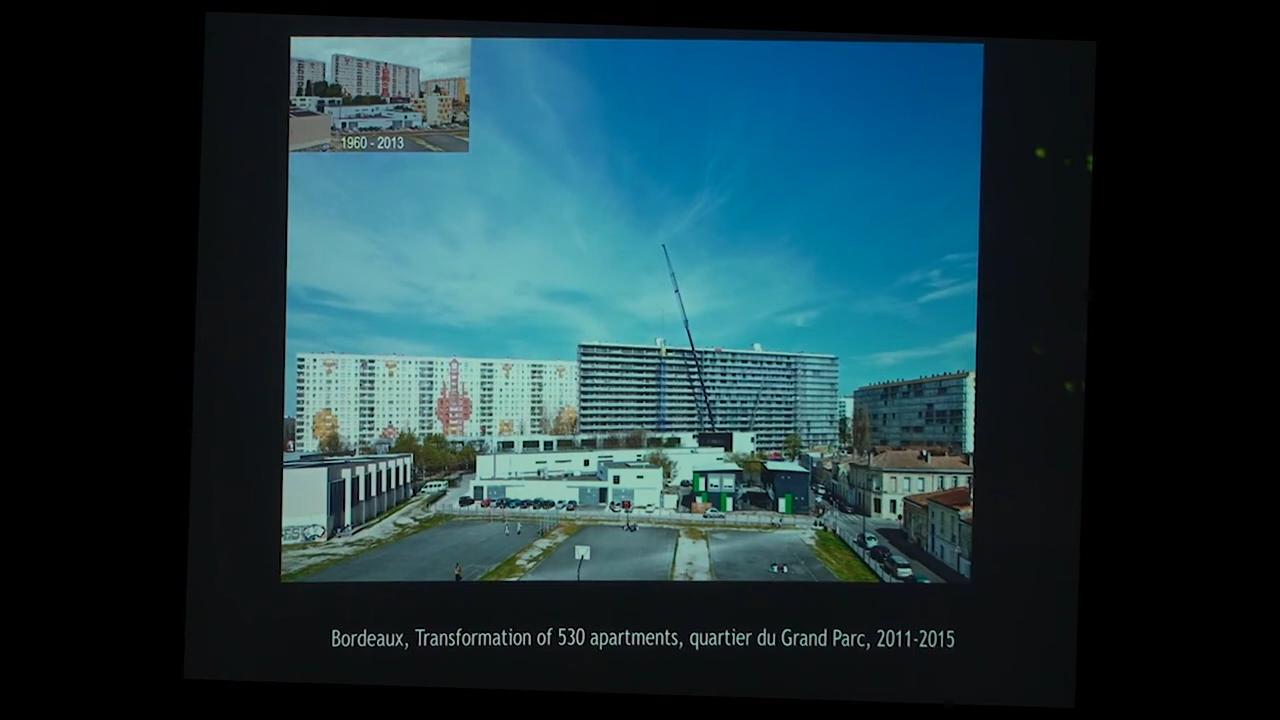 1960 - 2013
Bordeaux, Transformation of 530 apartments, quartier du Grand Parc, 2011-2015